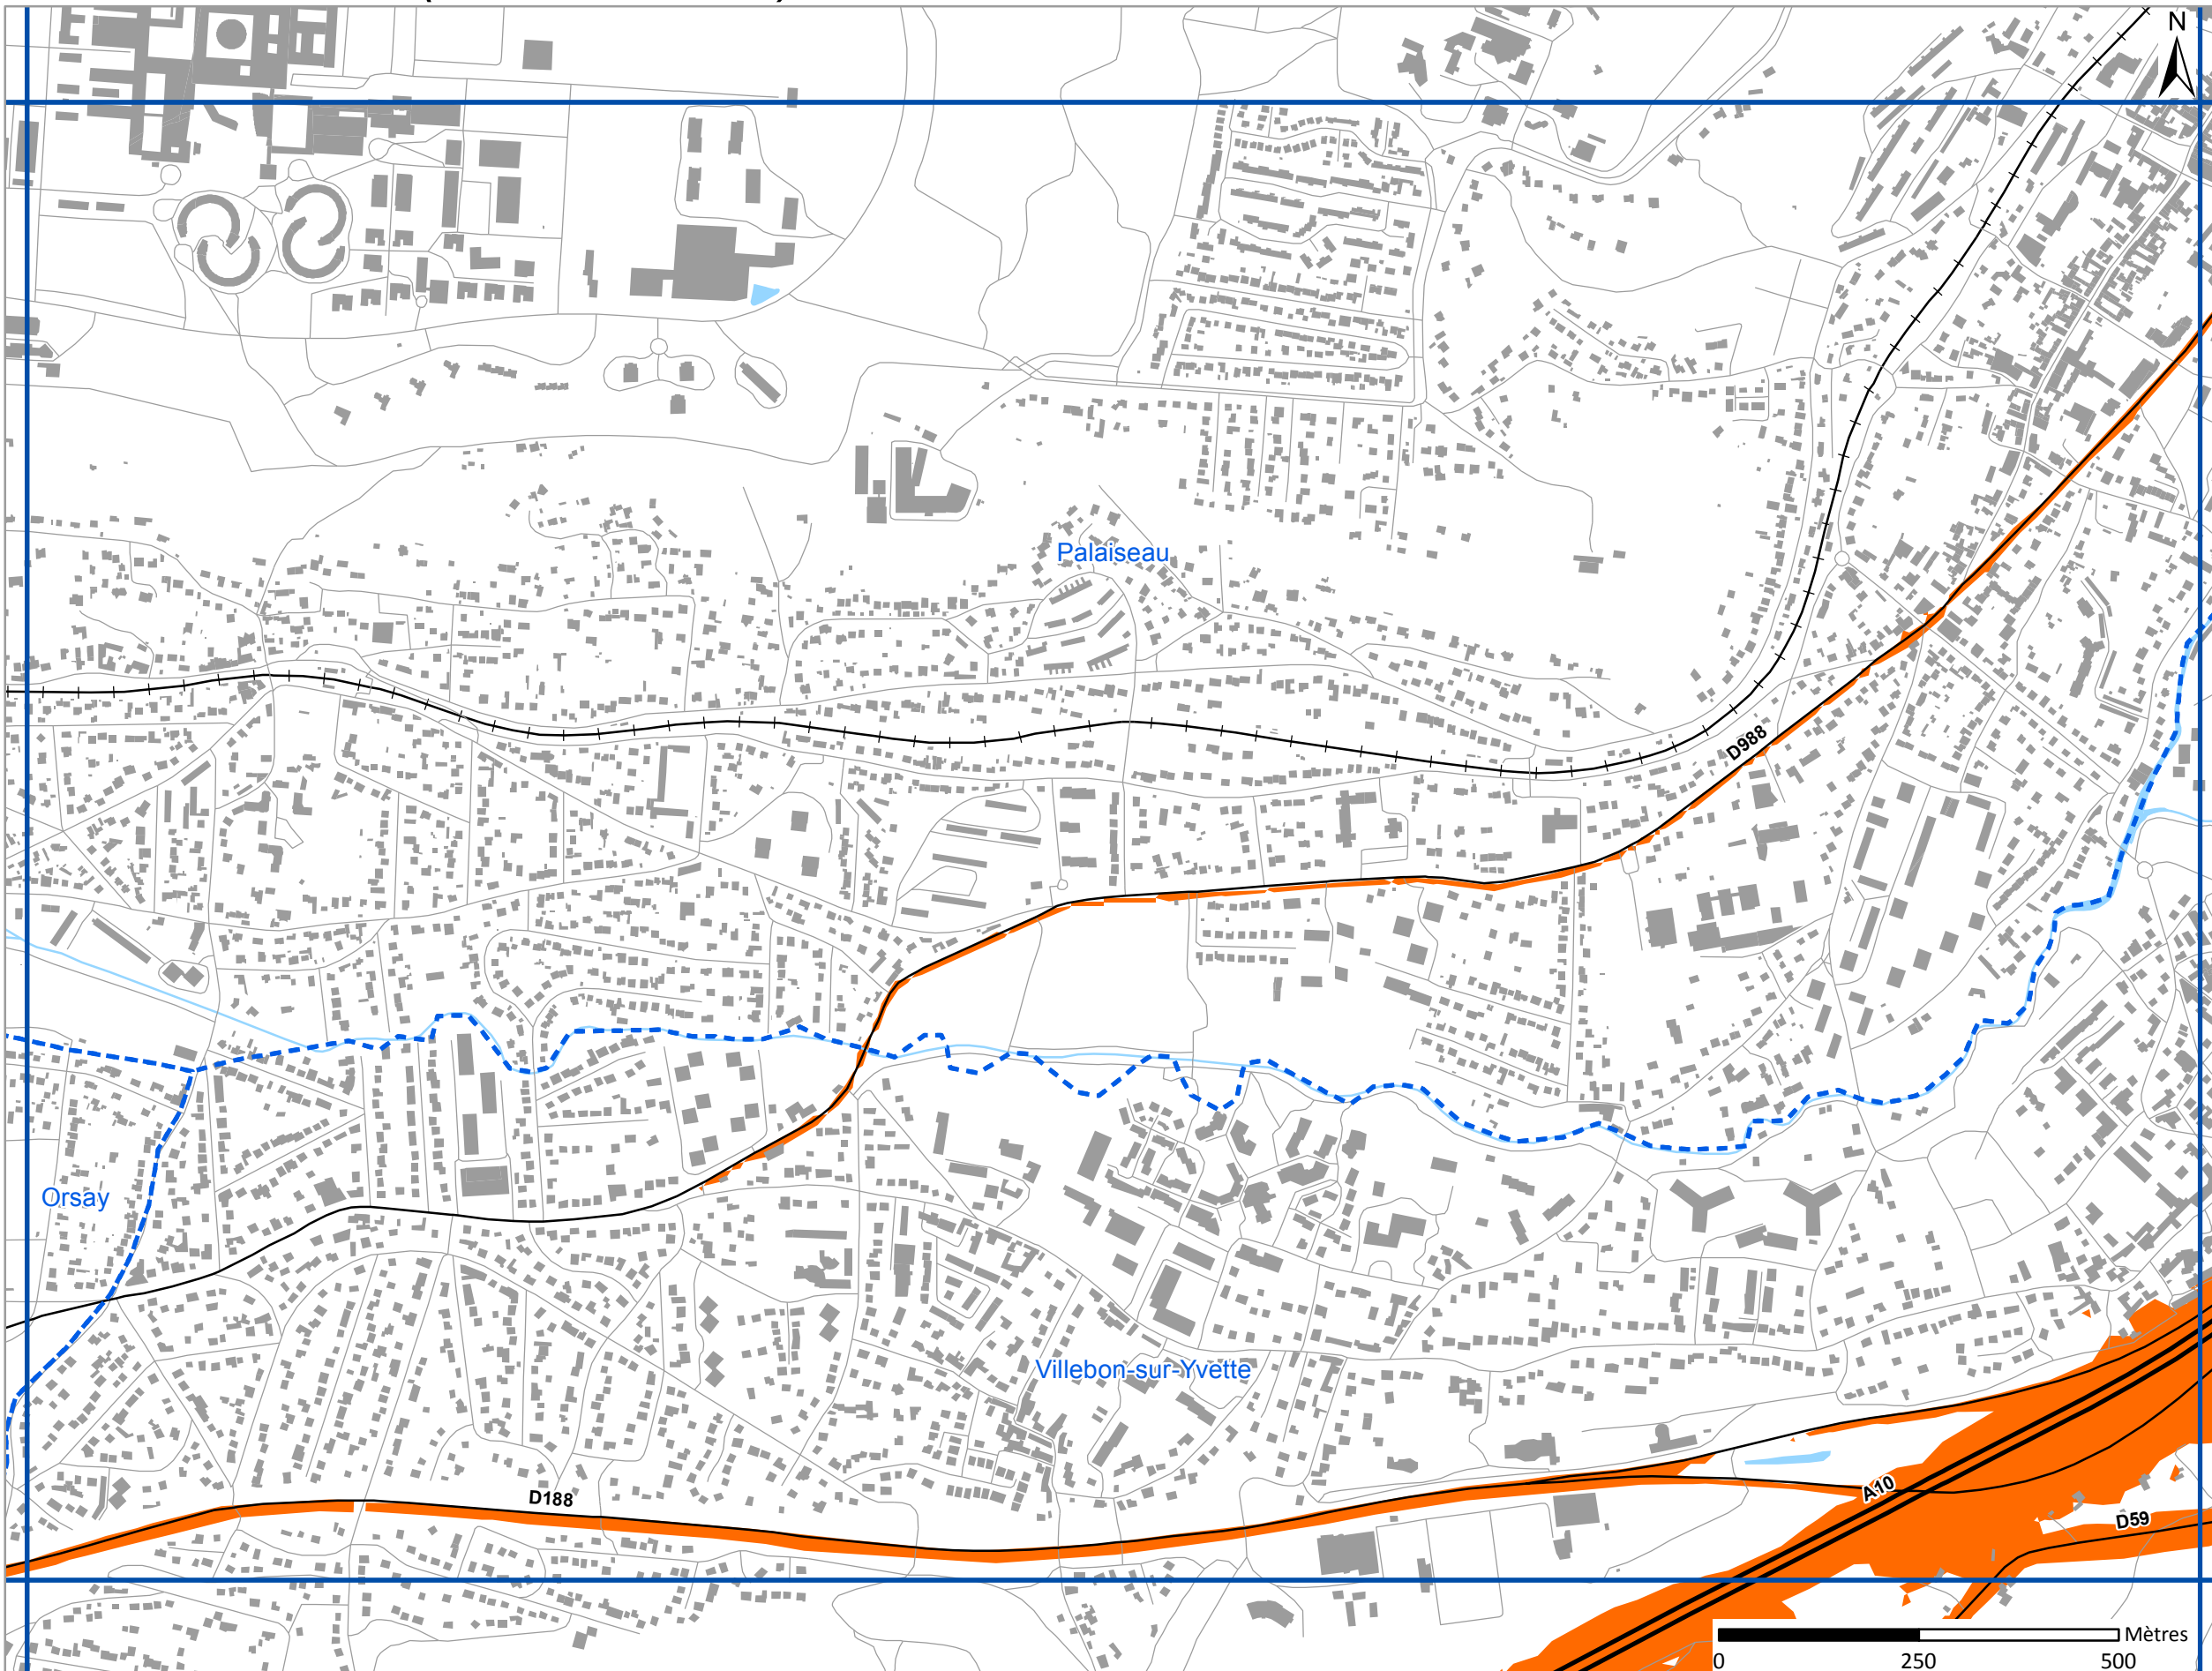 N
Palaiseau
D988
Orsay
Villebon-sur-Yvette
A10
D188
D59
Mètres
0 250 500